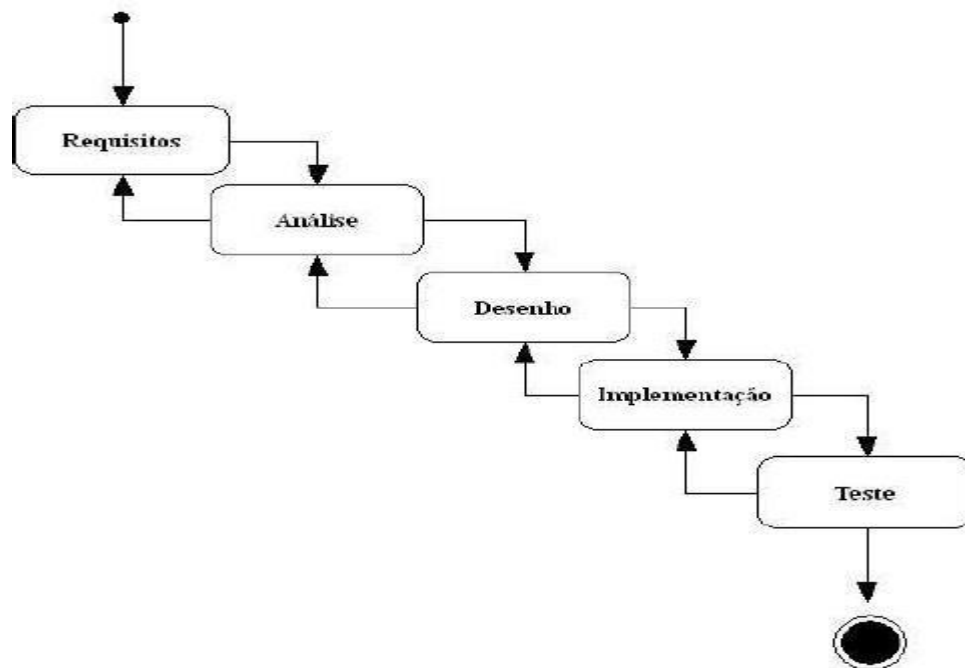 Requisitos
Análise
Desenho
Implementação
Teste